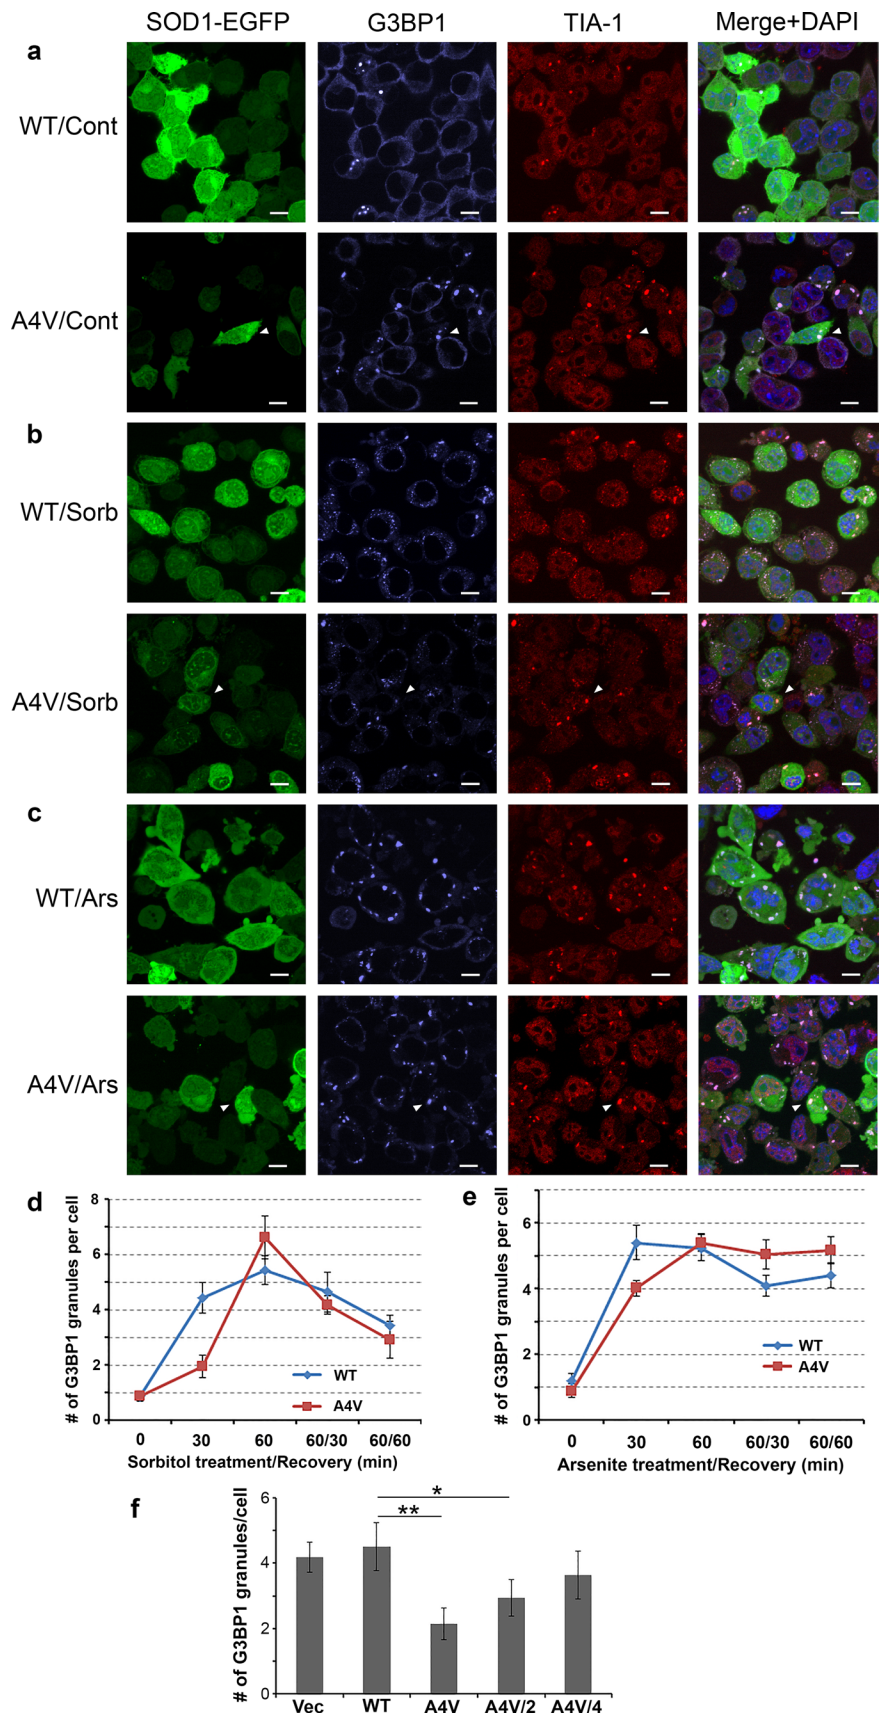 SOD1-EGFP G3BP1 TIA-1 Merge+DAPI
a
WT/Cont
A4V/Cont
b
WT/Sorb
A4V/Sorb
c
WT/Ars
A4V/Ars
d
# of G3BP1 granules per cell
8
6
4
2
0
WT
A4V
0 30 60 60/30 60/60
Sorbitol treatment/Recovery (min)
e
# of G3BP1 granules per cell
6
4
2
0
WT
A4V
0 30 60 60/30 60/60
Arsenite treatment/Recovery (min)
f
# of G3BP1 granules/cell
6
4
2
0
*
**
Vec WT A4V A4V/2 A4V/4